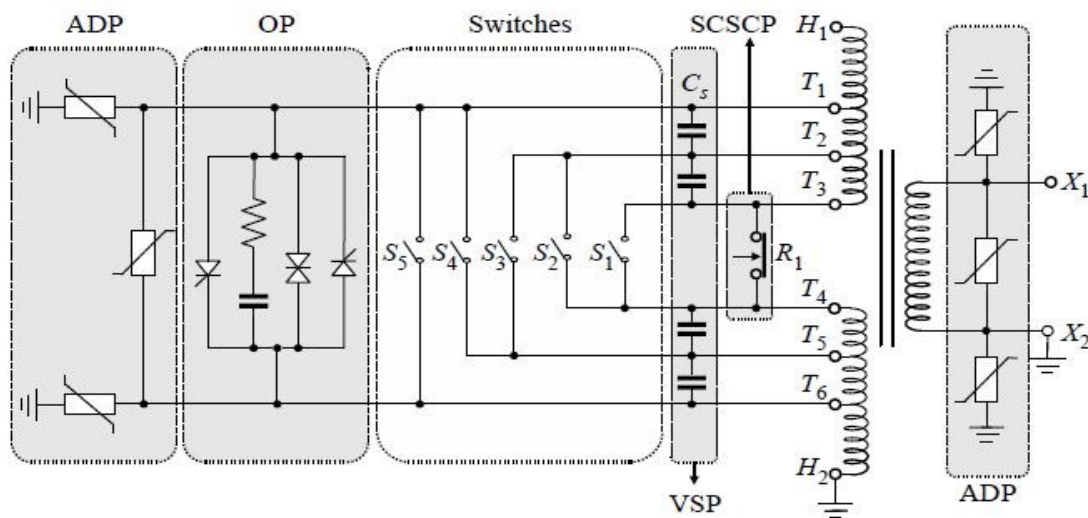 ADP
OP
Switches
SCSCP
H1
T1
Cs
T2
T3
X1
S5
S4
S3
S2
S1
R1
T4
T5
X2
T6
H2
VSP
ADP